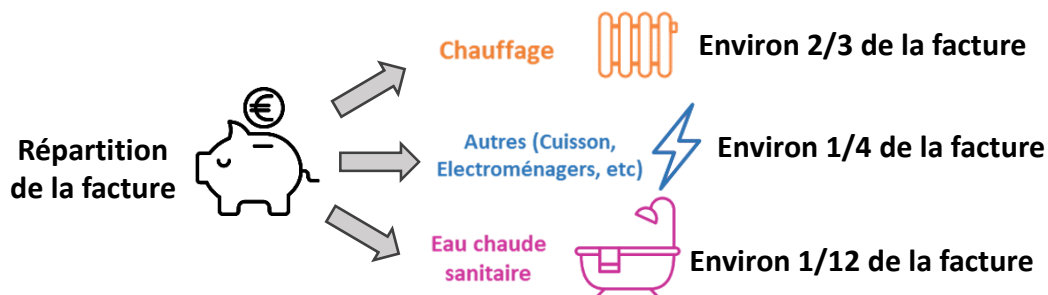 Répartition
de la facture
€
Chauffage
Environ 2/3 de la facture
Autres (Cuisson,
Electroménagers, etc)
Environ 1/4 de la facture
Eau chaude
sanitaire
Environ 1/12 de la facture